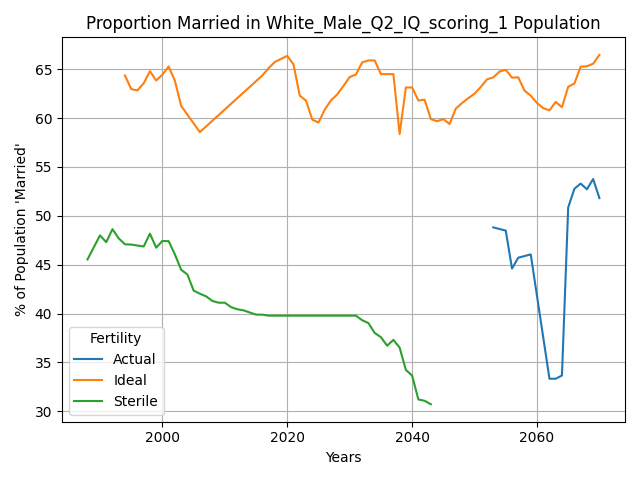 Proportion Married in White_Male_Q2_IQ_scoring_1 Population
% of Population 'Married'
65
60
55
50
45
40
35
30
Fertility
Actual
Ideal
Sterile
2000
2020
2040
2060
Years